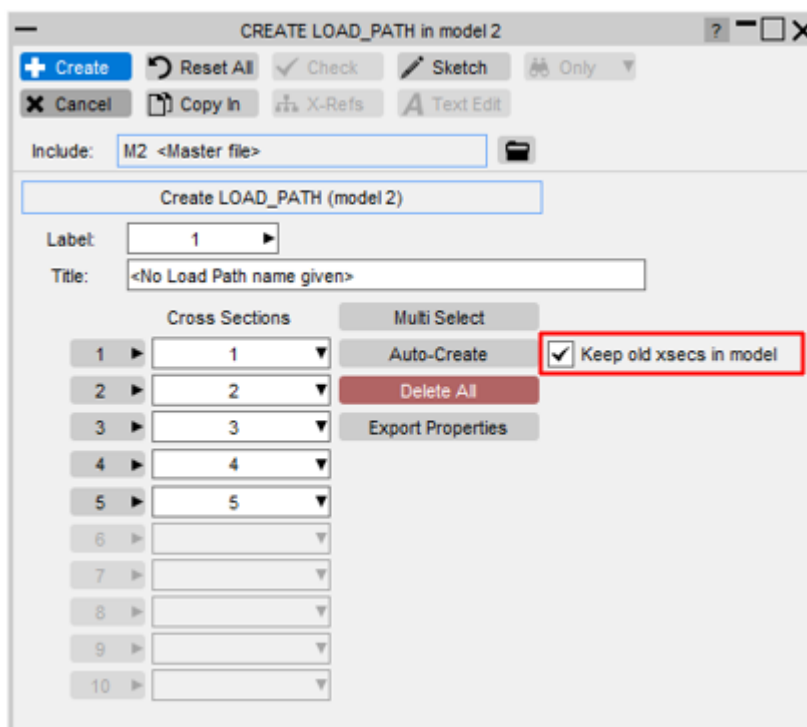 CREATE LOAD_PATH in model 2 ?
Create Reset All Check Sketch Only
Cancel Copy In X-Refs Text Edit
Include: M2 <Master file>
Create LOAD_PATH (model 2)
Label: 1
Title: <No Load Path name given>
Cross Sections Multi Select
1 1 Auto-Create Keep old xsecs in model
2 2 Delete All
3 3 Export Properties
4 4
5 5
6
7
8
9
10